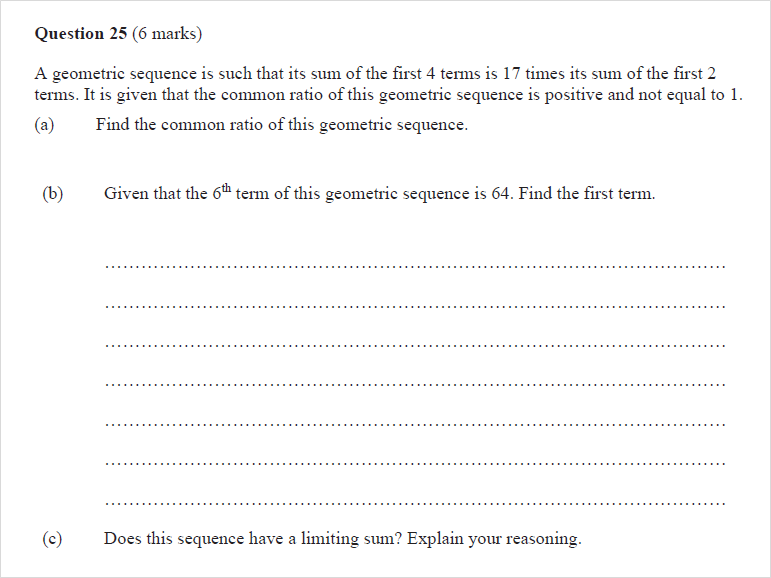 Question 25 (6 marks)
A geometric sequence is such that its sum of the first 4 terms is 17 times its sum of the first 2
terms. It is given that the common ratio of this geometric sequence is positive and not equal to 1.
(a) Find the common ratio of this geometric sequence.
(b) Given that the 6th term of this geometric sequence is 64. Find the first term.
(c) Does this sequence have a limiting sum? Explain your reasoning.